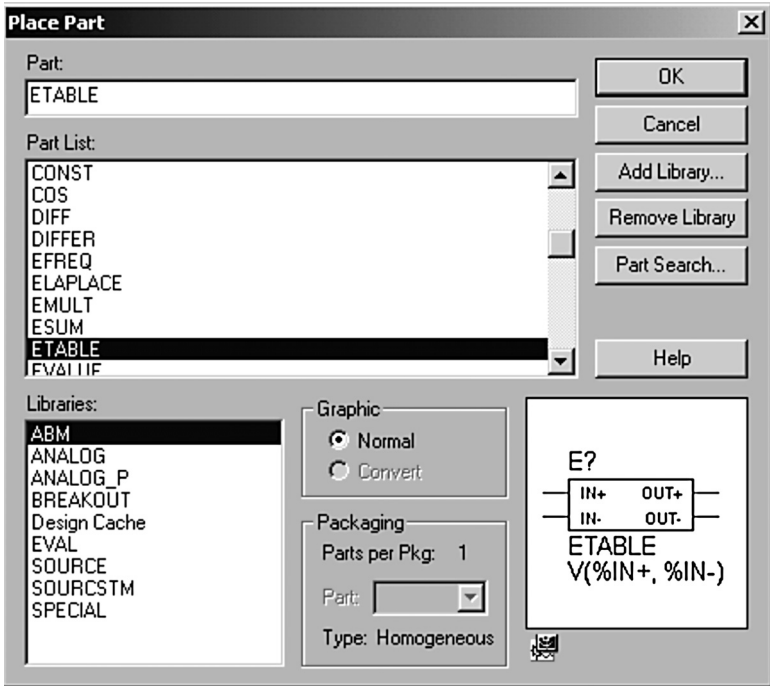 Place Part
Part:
ETABLE
Part List:
CONST
COS
DIFF
DIFFER
EFREQ
ELAPLACE
EMULT
ESUM
ETABLE
EVALUE
OK
Cancel
Add Library...
Remove Library
Part Search...
Help
Libraries:
ABM
ANALOG
ANALOG_P
BREAKOUT
Design Cache
EVAL
SOURCE
SOURCSTM
SPECIAL
Graphic
Normal
Convert
Packaging
Parts per Pkg: 1
Part:
Type: Homogeneous
E?
IN+ OUT+
IN- OUT-
ETABLE
V(%IN+, %IN-)